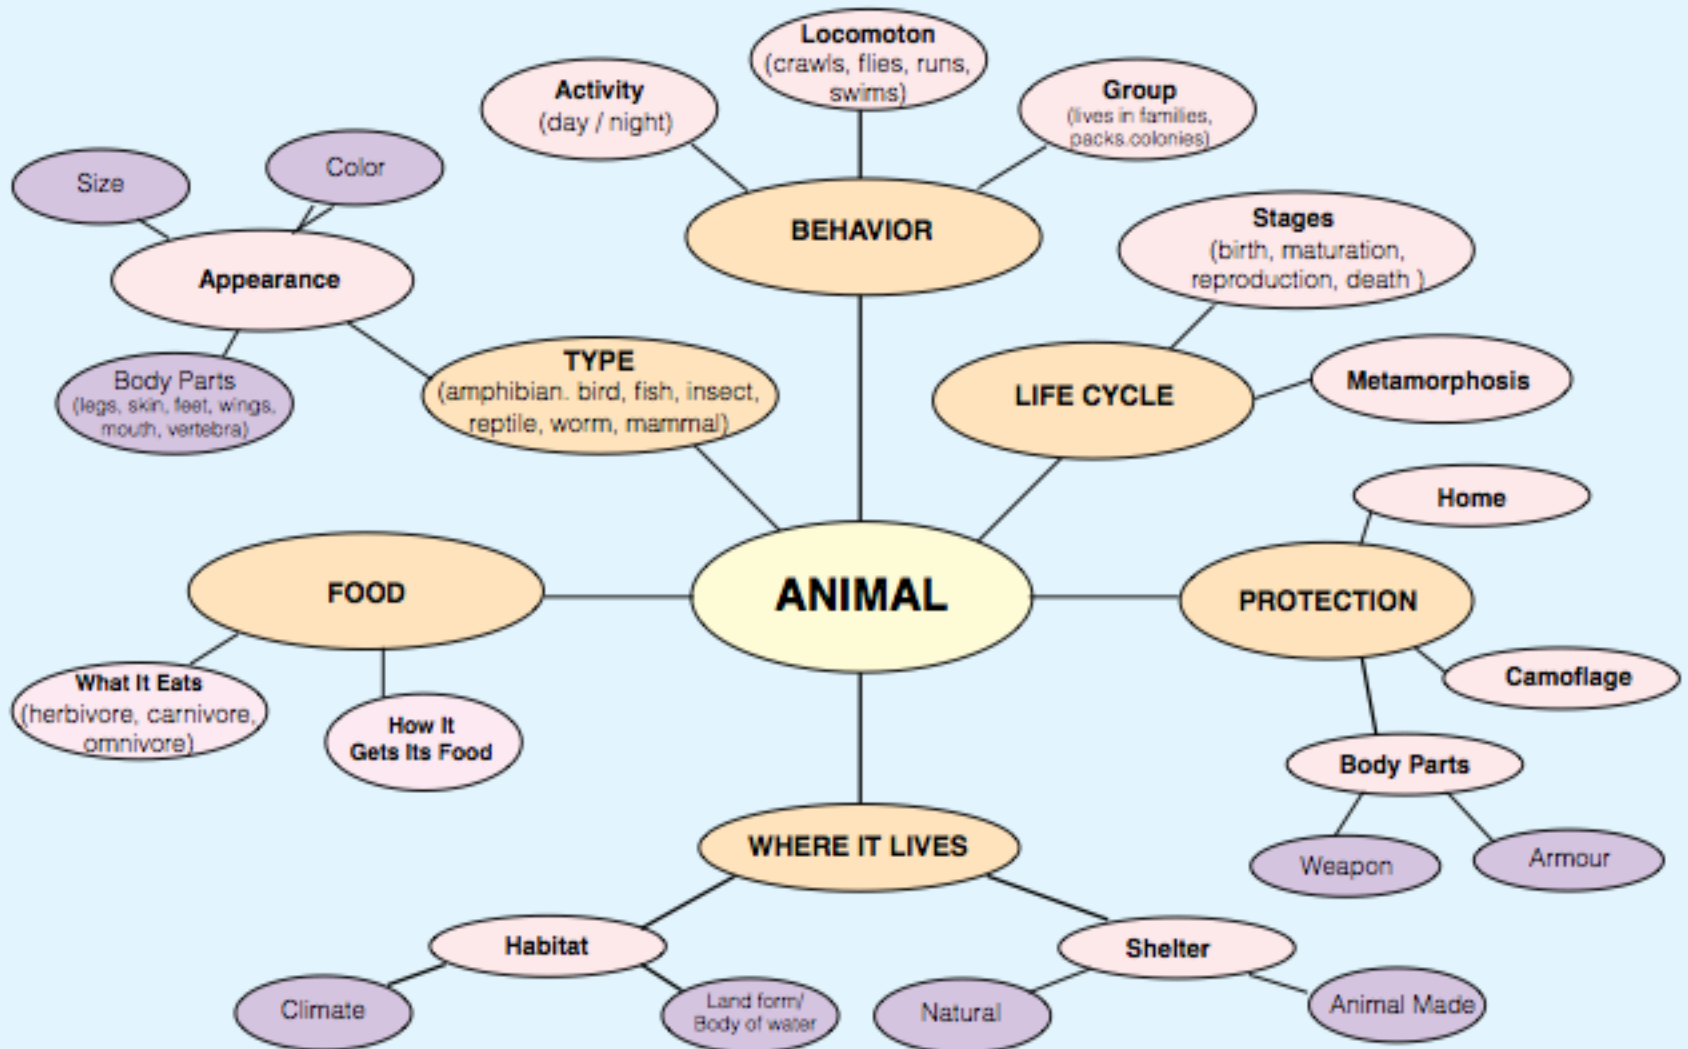 Locomoton
(crawls, flies, runs,
swims)
Activity
(day / night)
Group
(lives in families,
packs.colonies)
Size
Color
BEHAVIOR
Stages
(birth, maturation,
reproduction, death )
Appearance
TYPE
(amphibian. bird, fish, insect,
reptile, worm, mammal)
Body Parts
(legs, skin, feet, wings,
mouth, vertebra)
LIFE CYCLE
Metamorphosis
Home
FOOD
ANIMAL
PROTECTION
What It Eats
(herbivore, carnivore,
omnivore)
How It
Gets Its Food
Camoflage
Body Parts
Weapon
Armour
WHERE IT LIVES
Habitat
Shelter
Climate
Land form/
Body of water
Natural
Animal Made